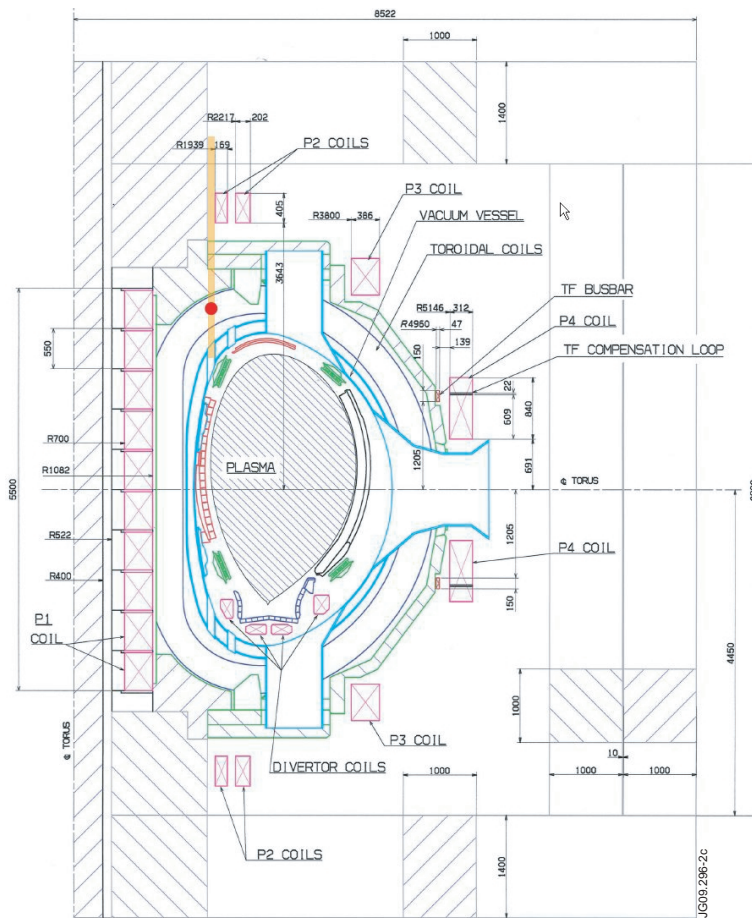 8522
1000
1400
R2217
202
R1939
169
P2 COILS
405
P3 COIL
R3800
386
VACUUM VESSEL
3643
TOROIDAL COILS
R5146
312
TF BUSBAR
R4950
47
139
P4 COIL
TF COMPENSATION LOOP
550
150
22
840
609
R700
R1082
PLASMA
1205
691
TORUS
5500
R522
R400
1205
P4 COIL
150
P1
COIL
4450
1000
P3 COIL
TORUS
10
DIVERTOR COILS
1000
1000
1000
P2 COILS
1400
JG09.296-2c